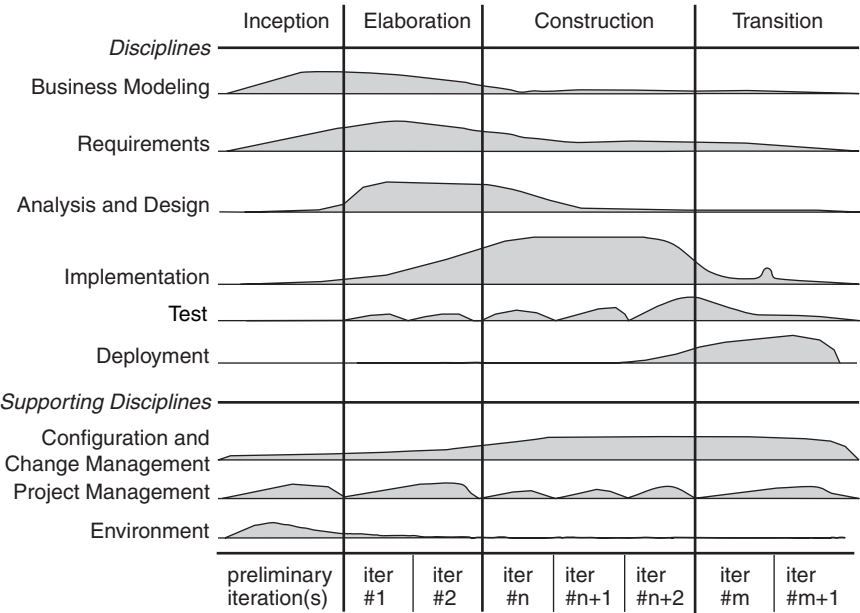 Inception Elaboration Construction Transition
Disciplines
Business Modeling
Requirements
Analysis and Design
Implementation
Test
Deployment
Supporting Disciplines
Configuration and
Change Management
Project Management
Environment
preliminary iter iter iter iter iter iter iter
iteration(s) #1 #2 #n #n+1 #n+2 #m #m+1